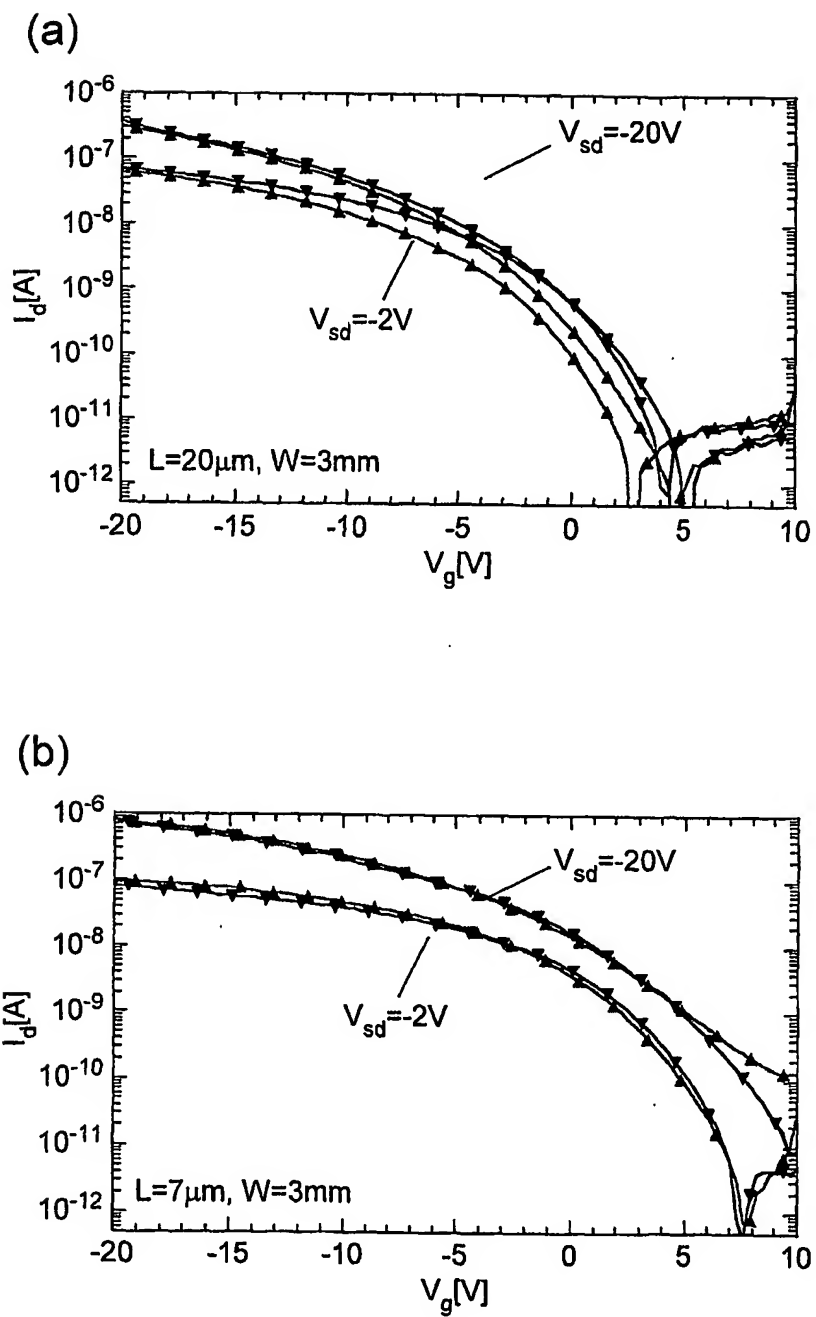 (a)
10⁻⁶
10⁻⁷
10⁻⁸
10⁻⁹
10⁻¹⁰
10⁻¹¹
10⁻¹²
I_d[A]
V_sd=-20V
V_sd=-2V
L=20μm, W=3mm
-20 -15 -10 -5 0 5 10
V_g[V]
(b)
10⁻⁶
10⁻⁷
10⁻⁸
10⁻⁹
10⁻¹⁰
10⁻¹¹
10⁻¹²
I_d[A]
V_sd=-20V
V_sd=-2V
L=7μm, W=3mm
-20 -15 -10 -5 0 5 10
V_g[V]